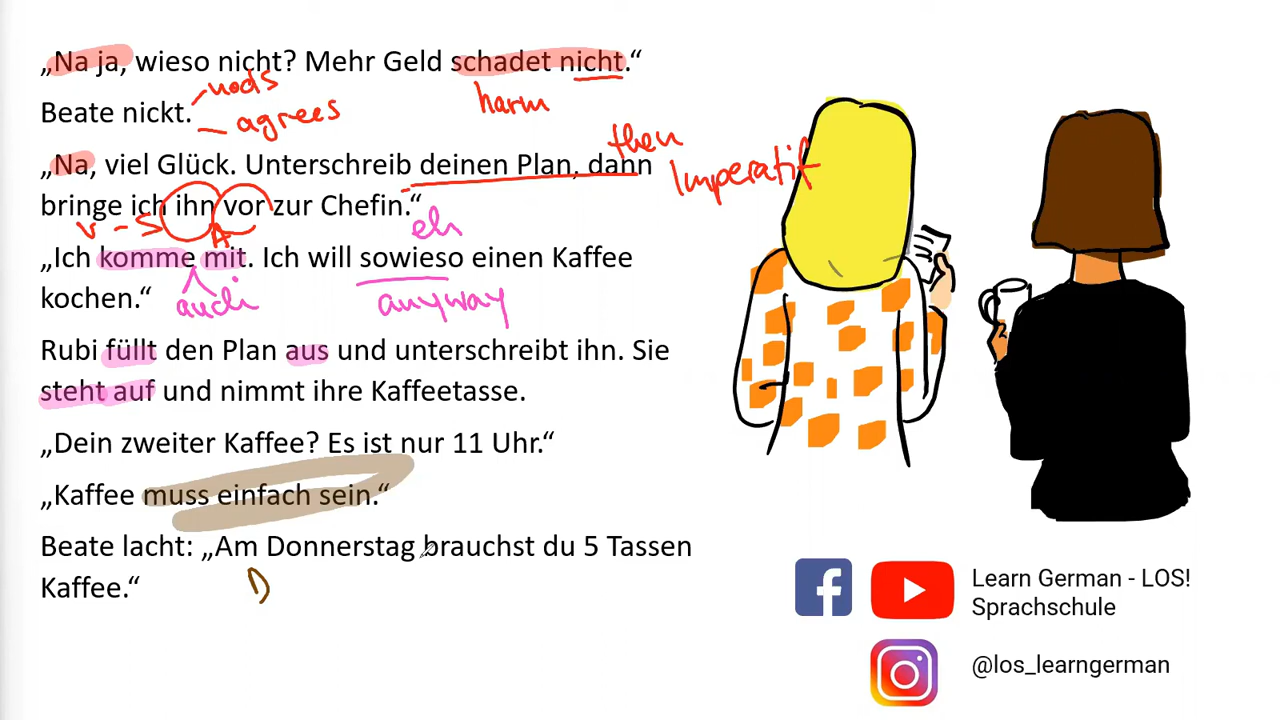 „Na ja, wieso nicht? Mehr Geld schadet nicht.“
nods
harm
Beate nickt.
agrees
then
„Na, viel Glück. Unterschreib deinen Plan, dann
Imperatif
bringe ich ihn vor zur Chefin.“
V - S
A
eh
„Ich komme mit. Ich will sowieso einen Kaffee
kochen.“
auch
anyway
Rubi füllt den Plan aus und unterschreibt ihn. Sie
steht auf und nimmt ihre Kaffeetasse.
„Dein zweiter Kaffee? Es ist nur 11 Uhr.“
„Kaffee muss einfach sein.“
Beate lacht: „Am Donnerstag brauchst du 5 Tassen
Kaffee.“
D
Learn German - LOS!
Sprachschule
@los_learngerman